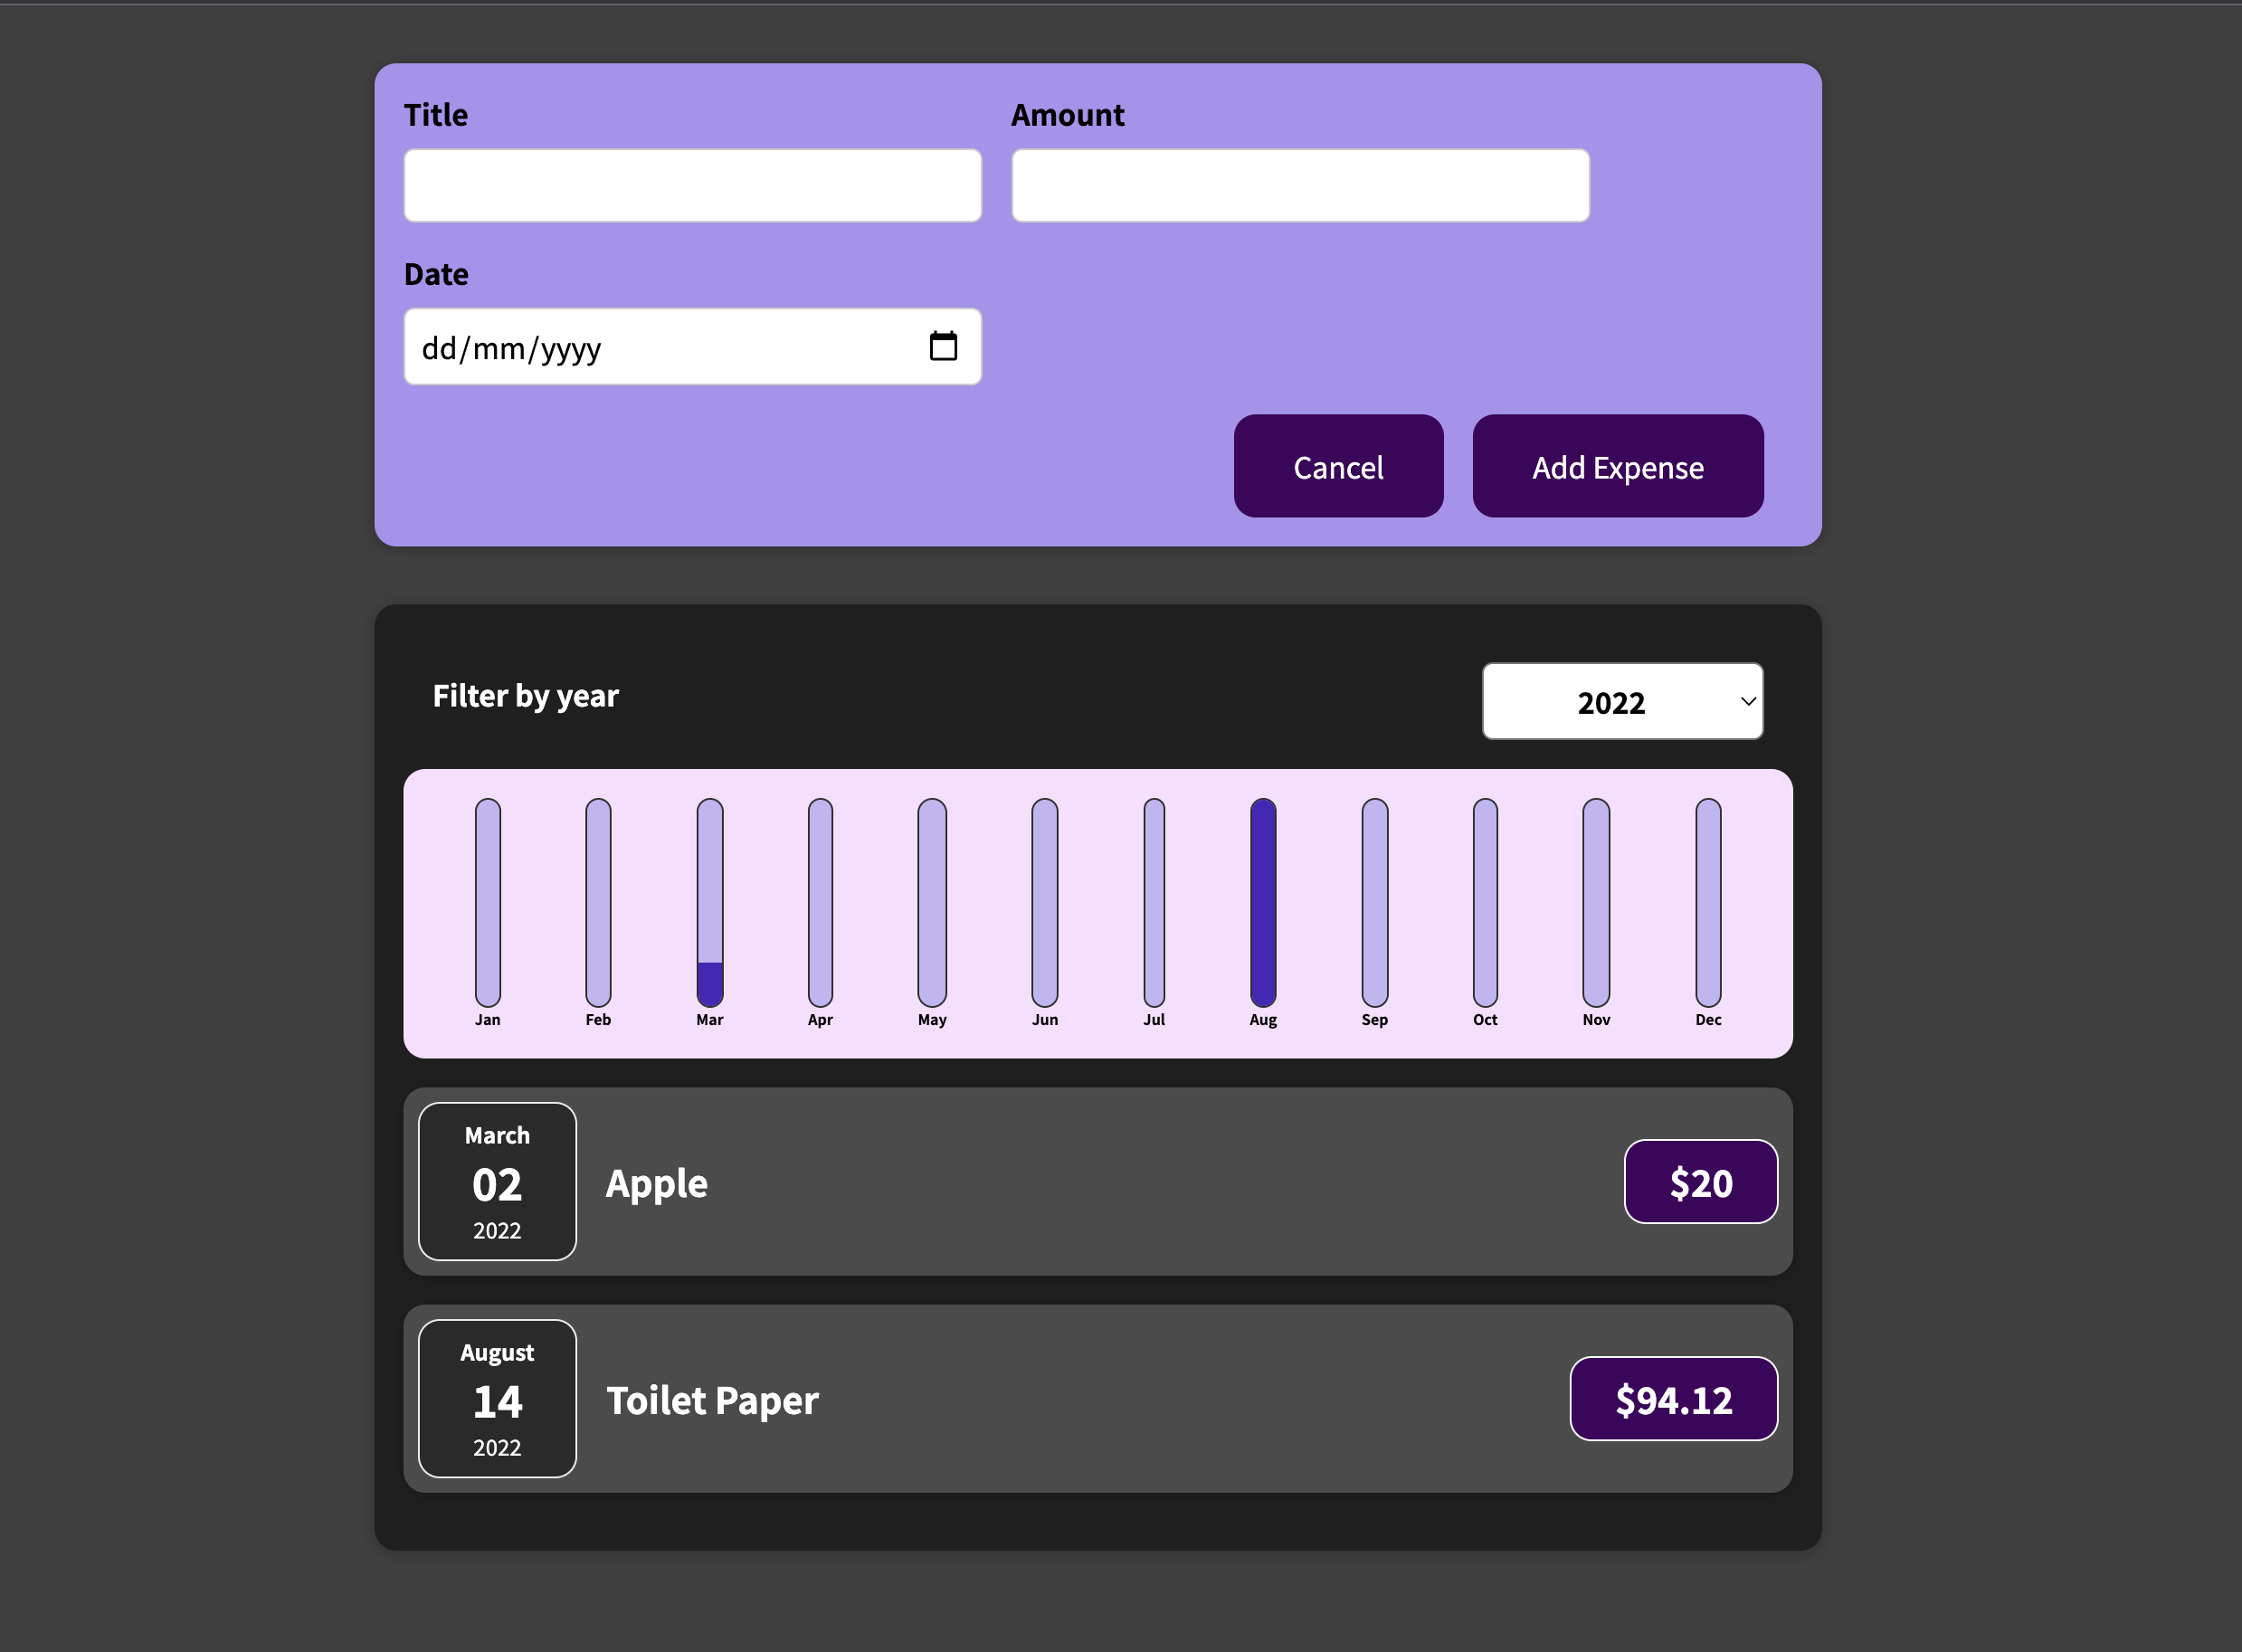 Title
Amount
Date
dd/mm/yyyy
Cancel
Add Expense
Filter by year
2022
Jan
Feb
Mar
Apr
May
Jun
Jul
Aug
Sep
Oct
Nov
Dec
March
02
2022
Apple
$20
August
14
2022
Toilet Paper
$94.12